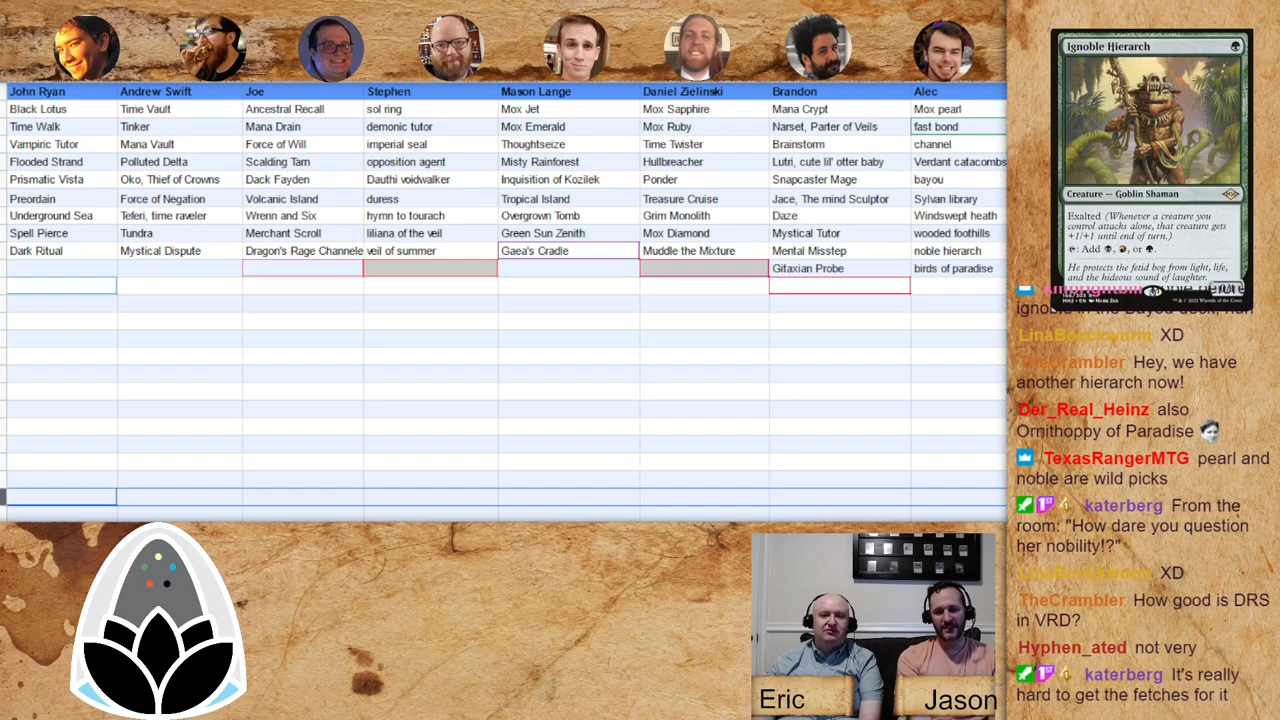 John Ryan Andrew Swift Joe Stephen Mason Lange Daniel Zielinski Brandon Alec
Black Lotus Time Vault Ancestral Recall sol ring Mox Jet Mox Sapphire Mana Crypt Mox pearl
Time Walk Tinker Mana Drain demonic tutor Mox Emerald Mox Ruby Narset, Parter of Veils fast bond
Vampiric Tutor Mana Vault Force of Will imperial seal Thoughtseize Time Twister Brainstorm channel
Flooded Strand Polluted Delta Scalding Tarn opposition agent Misty Rainforest Hullbreacher Lutri, cute lil' otter baby Verdant catacombs
Prismatic Vista Oko, Thief of Crowns Dack Fayden Dauthi voidwalker Inquisition of Kozilek Ponder Snapcaster Mage bayou
Preordain Force of Negation Volcanic Island duress Tropical Island Treasure Cruise Jace, The mind Sculptor Sylvan library
Underground Sea Teferi, time raveler Wrenn and Six hymn to tourach Overgrown Tomb Grim Monolith Daze Windswept heath
Spell Pierce Tundra Merchant Scroll liliana of the veil Green Sun Zenith Mox Diamond Mystical Tutor wooded foothills
Dark Ritual Mystical Dispute Dragon's Rage Channele veil of summer Gaea's Cradle Muddle the Mixture Mental Misstep noble hierarch
Gitaxian Probe birds of paradise
Ignoble Hierarch
Creature — Goblin Shaman
Exalted (Whenever a creature you
control attacks alone, that creature gets
+1/+1 until end of turn.)
: Add , , or .
He protects the fetid bog from light, life,
and the hideous sound of laughter.
LinaBookwurm XD
TheCrambler Hey, we have
another hierarch now!
Der_Real_Heinz also
Ornithoppy of Paradise
TexasRangerMTG pearl and
noble are wild picks
katerberg From the
room: "How dare you question
her nobility!?"
XD
TheCrambler How good is DRS
in VRD?
Hyphen_ated not very
katerberg It's really
hard to get the fetches for it
Eric
Jason